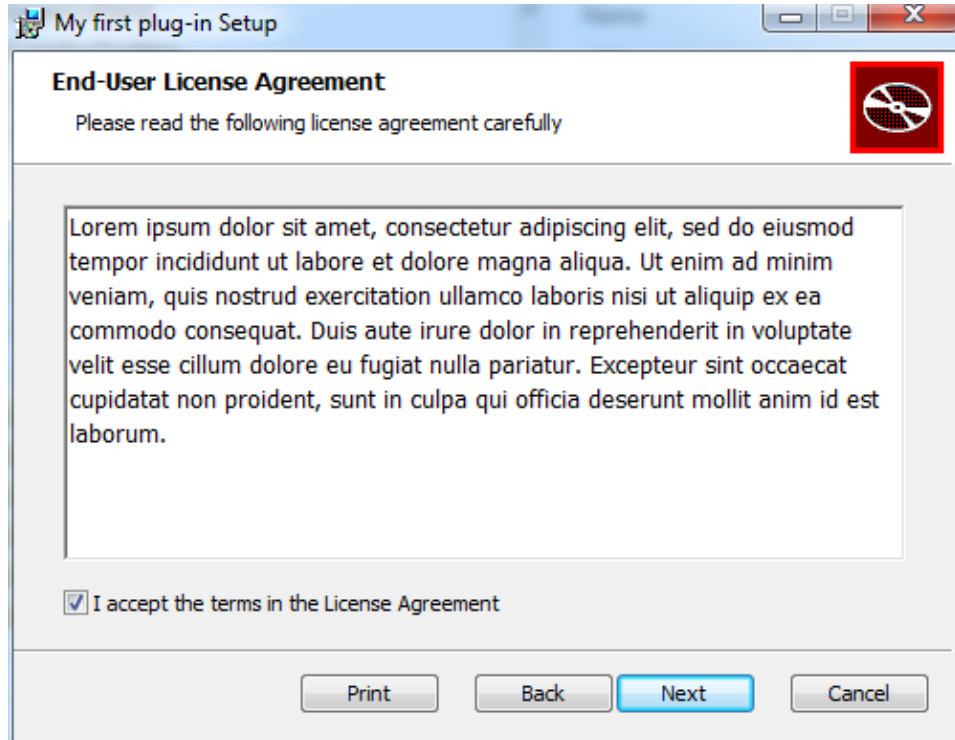 My first plug-in Setup
End-User License Agreement
Please read the following license agreement carefully
Lorem ipsum dolor sit amet, consectetur adipiscing elit, sed do eiusmod
tempor incididunt ut labore et dolore magna aliqua. Ut enim ad minim
veniam, quis nostrud exercitation ullamco laboris nisi ut aliquip ex ea
commodo consequat. Duis aute irure dolor in reprehenderit in voluptate
velit esse cillum dolore eu fugiat nulla pariatur. Excepteur sint occaecat
cupidatat non proident, sunt in culpa qui officia deserunt mollit anim id est
laborum.
I accept the terms in the License Agreement
Print Back Next Cancel